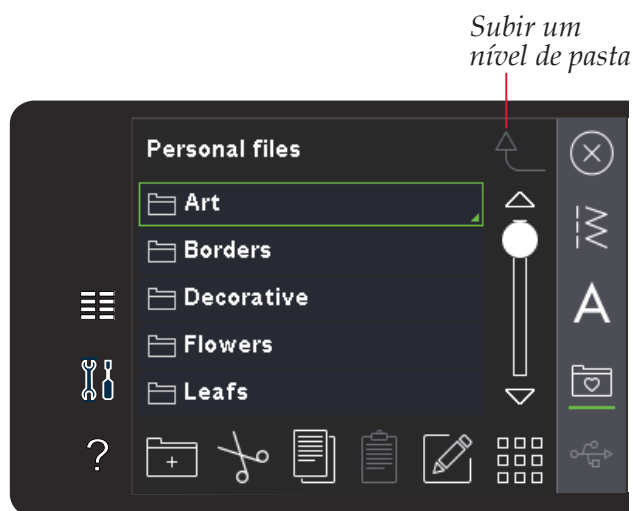 Subir um
nível de pasta
Personal files
Art
Borders
Decorative
Flowers
Leafs
A
?